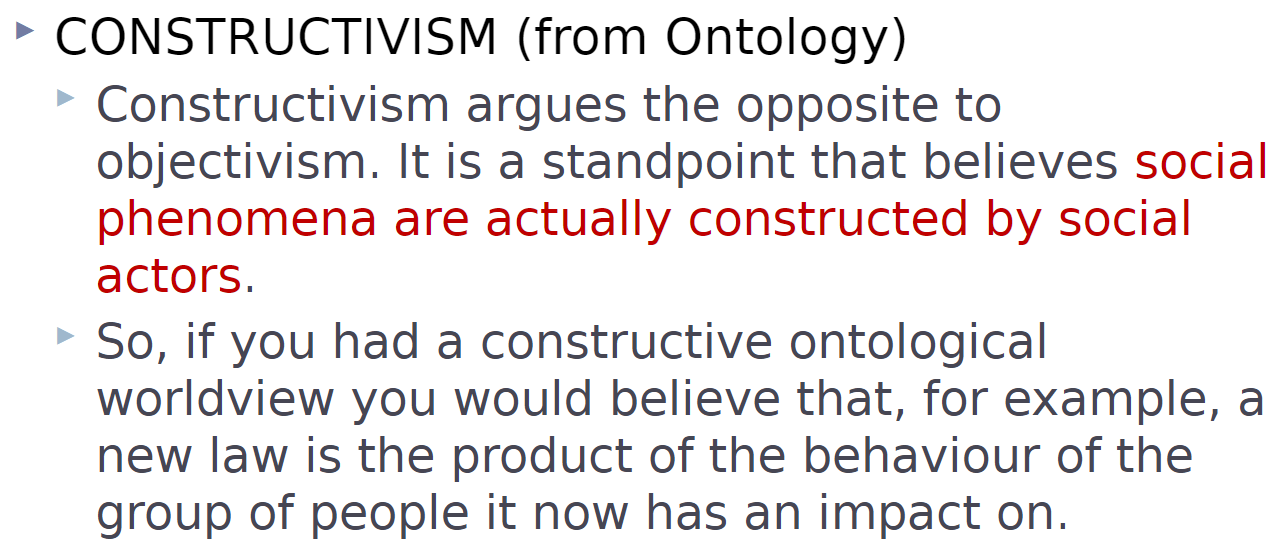 CONSTRUCTIVISM (from Ontology)
Constructivism argues the opposite to
objectivism. It is a standpoint that believes social
phenomena are actually constructed by social
actors.
So, if you had a constructive ontological
worldview you would believe that, for example, a
new law is the product of the behaviour of the
group of people it now has an impact on.